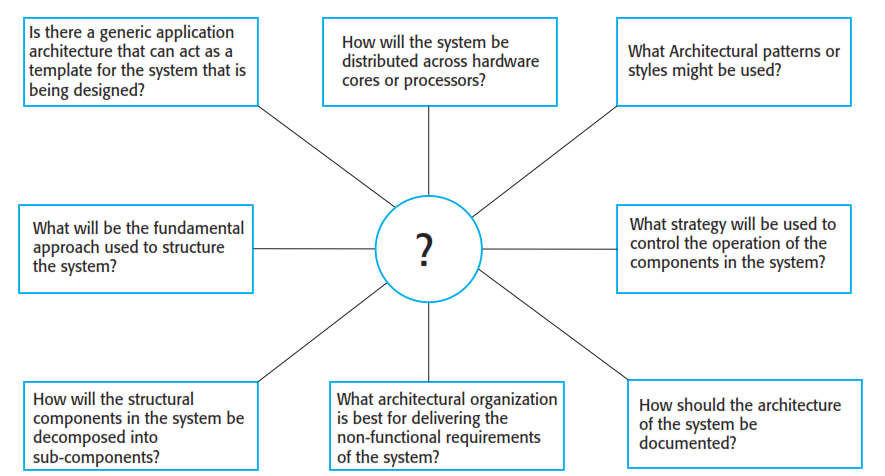 Is there a generic application
architecture that can act as a
template for the system that is
being designed?
How will the system be
distributed across hardware
cores or processors?
What Architectural patterns or
styles might be used?
What will be the fundamental
approach used to structure
the system?
?
What strategy will be used to
control the operation of the
components in the system?
How will the structural
components in the system be
decomposed into
sub-components?
What architectural organization
is best for delivering the
non-functional requirements
of the system?
How should the architecture
of the system be
documented?